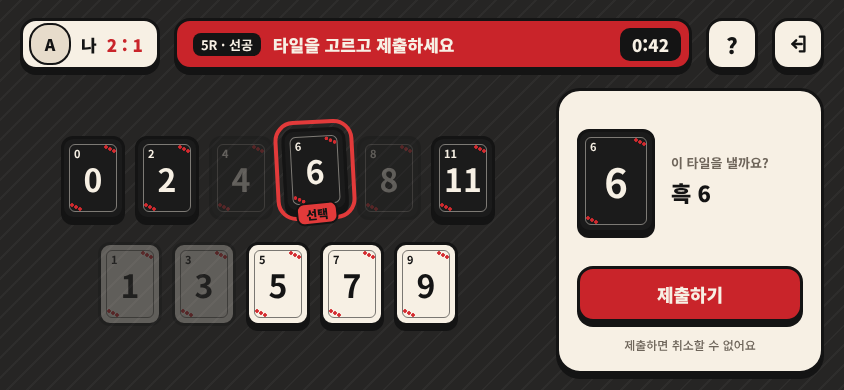 A 나 2 : 1
5R · 선공 타일을 고르고 제출하세요 0:42
?
0 0
2 2
4 4
6 6
선택
8 8
11 11
1 1
3 3
5 5
7 7
9 9
6 6
이 타일을 낼까요?
흑 6
제출하기
제출하면 취소할 수 없어요